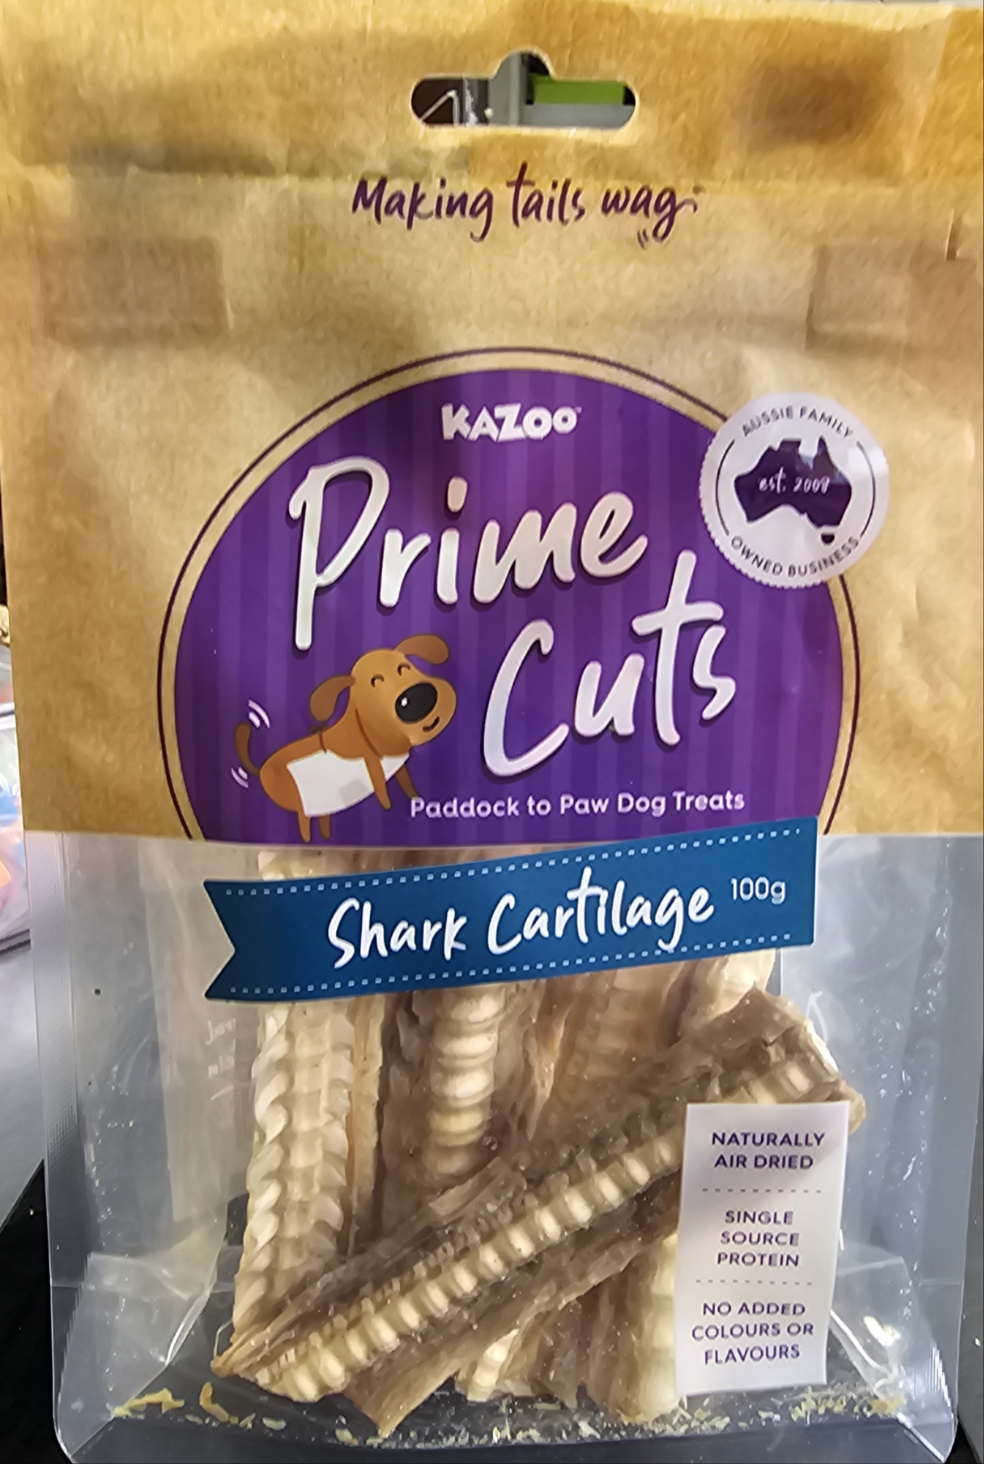 Making tails wag
KAZOO
Prime
Cuts
AUSSIE FAMILY
est. 2008
OWNED BUSINESS
Paddock to Paw Dog Treats
Shark Cartilage 100g
NATURALLY
AIR DRIED
SINGLE
SOURCE
PROTEIN
NO ADDED
COLOURS OR
FLAVOURS